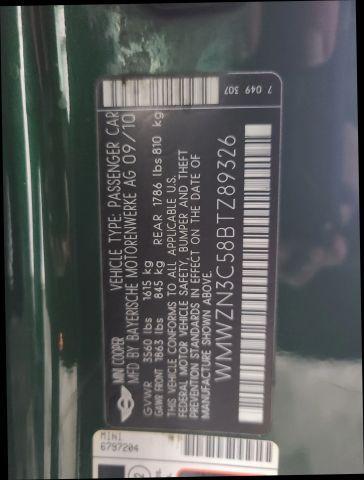 MINI COOPER
VEHICLE TYPE: PASSENGER CAR
MFD BY BAYERISCHE MOTORENWERKE AG 09/10
GVWR 3560 lbs 1615 kg
GAWR FRONT 1863 lbs 845 kg REAR 1786 lbs 810 kg
THIS VEHICLE CONFORMS TO ALL APPLICABLE U.S.
FEDERAL MOTOR VEHICLE SAFETY, BUMPER AND THEFT
PREVENTION STANDARDS IN EFFECT ON THE DATE OF
MANUFACTURE SHOWN ABOVE.
WMWZN3C58BTZ89326
7 049 307
MINI
6797204